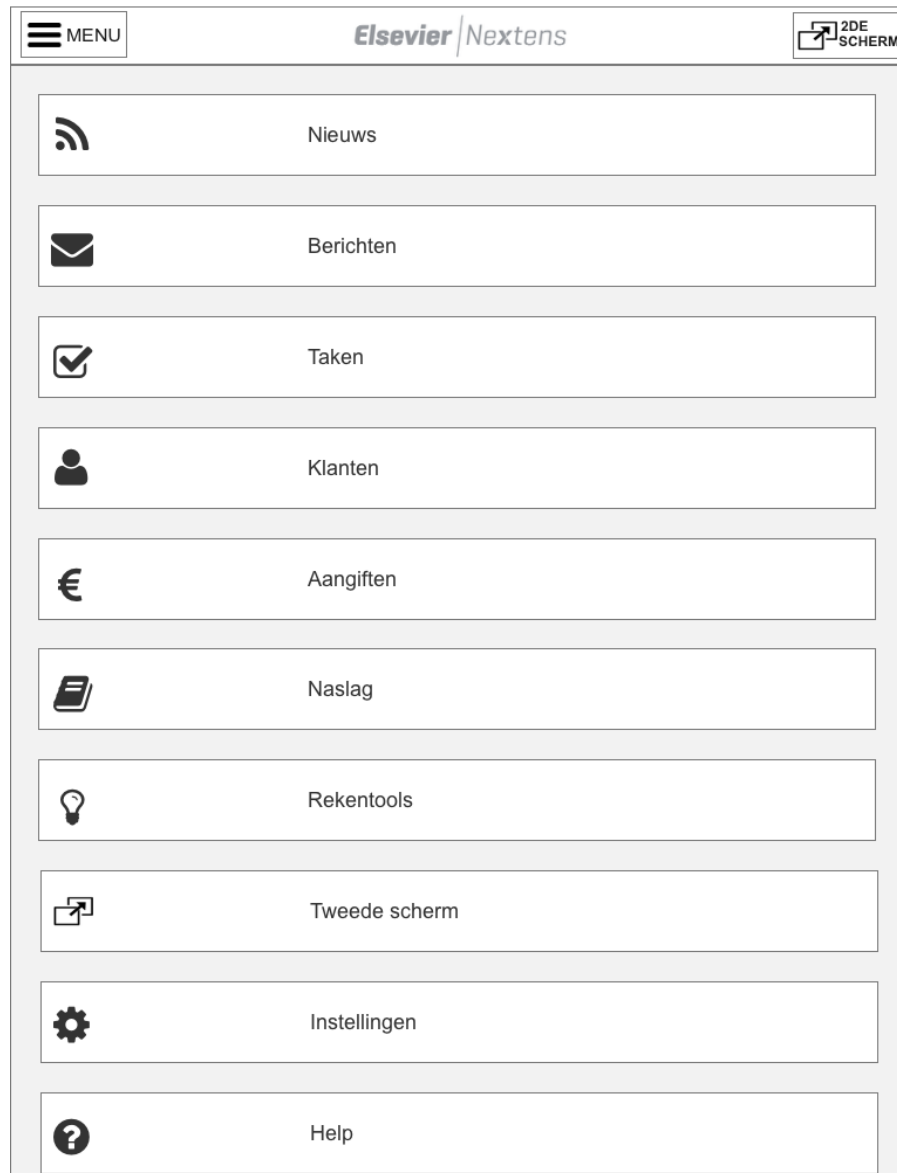 MENU
Elsevier Nextens
2DE
SCHERM
Nieuws
Berichten
Taken
Klanten
Aangiften
Naslag
Rekentools
Tweede scherm
Instellingen
Help